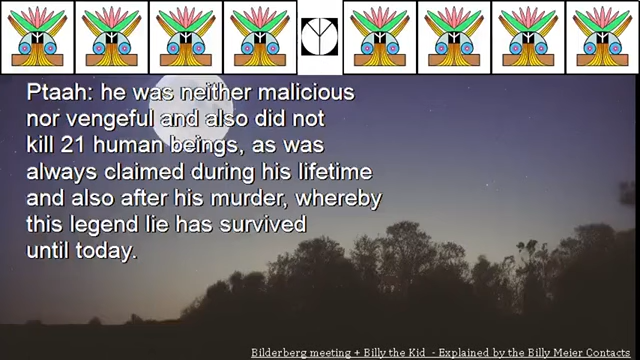 Ptaah: he was neither malicious
nor vengeful and also did not
kill 21 human beings, as was
always claimed during his lifetime
and also after his murder, whereby
this legend lie has survived
until today.
Bilderberg meeting + Billy the Kid - Explained by the Billy Meier Contacts